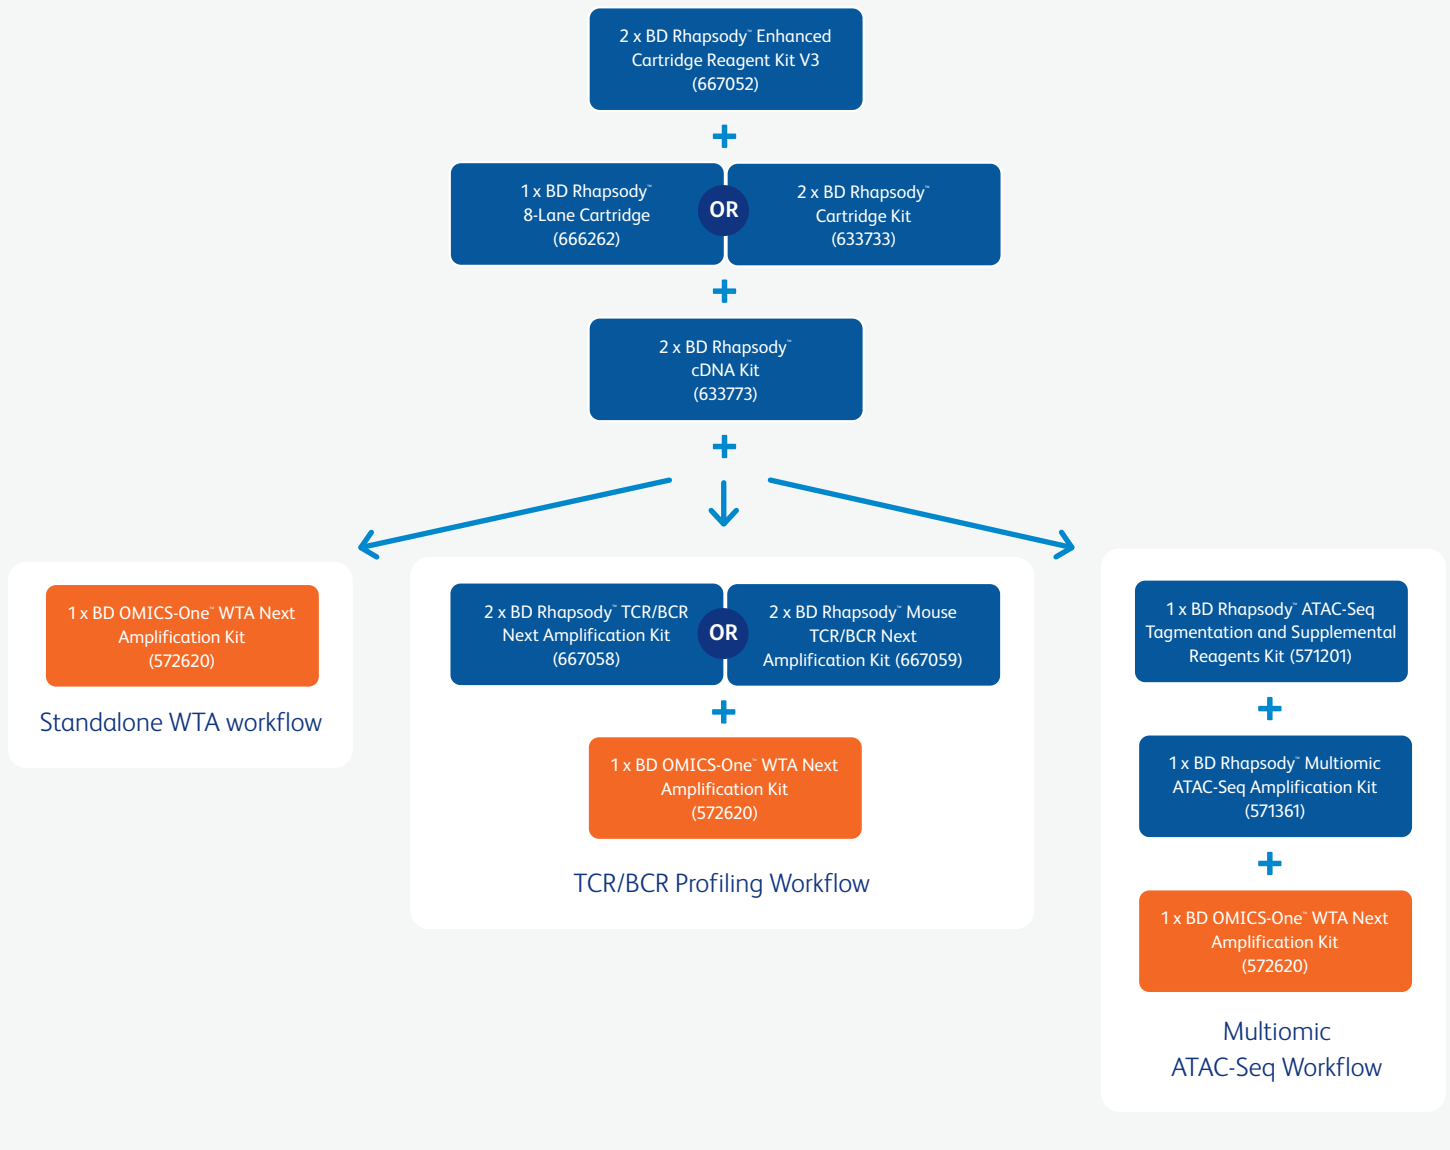 2 x BD Rhapsody™ Enhanced
Cartridge Reagent Kit V3
(667052)
+
1 x BD Rhapsody™
8-Lane Cartridge
(666262)
OR
2 x BD Rhapsody™
Cartridge Kit
(633733)
+
2 x BD Rhapsody™
cDNA Kit
(633773)
+
1 x BD OMICS-One™ WTA Next
Amplification Kit
(572620)
Standalone WTA workflow
2 x BD Rhapsody™ TCR/BCR
Next Amplification Kit
(667058)
OR
2 x BD Rhapsody™ Mouse
TCR/BCR Next
Amplification Kit (667059)
+
1 x BD OMICS-One™ WTA Next
Amplification Kit
(572620)
TCR/BCR Profiling Workflow
1 x BD Rhapsody™ ATAC-Seq
Tagmentation and Supplemental
Reagents Kit (571201)
+
1 x BD Rhapsody™ Multiomic
ATAC-Seq Amplification Kit
(571361)
+
1 x BD OMICS-One™ WTA Next
Amplification Kit
(572620)
Multiomic
ATAC-Seq Workflow